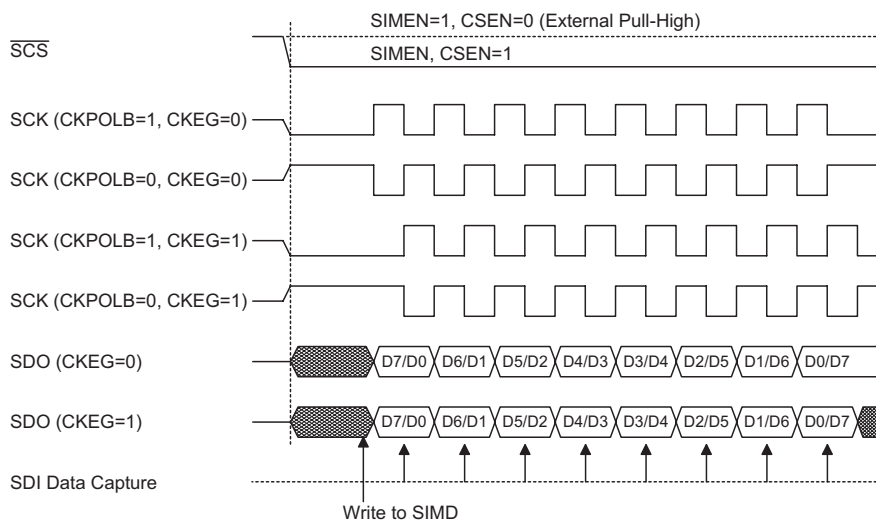 SIMEN=1, CSEN=0 (External Pull-High)
SCS
SIMEN, CSEN=1
SCK (CKPOLB=1, CKEG=0)
SCK (CKPOLB=0, CKEG=0)
SCK (CKPOLB=1, CKEG=1)
SCK (CKPOLB=0, CKEG=1)
SDO (CKEG=0) D7/D0 D6/D1 D5/D2 D4/D3 D3/D4 D2/D5 D1/D6 D0/D7
SDO (CKEG=1) D7/D0 D6/D1 D5/D2 D4/D3 D3/D4 D2/D5 D1/D6 D0/D7
SDI Data Capture
Write to SIMD